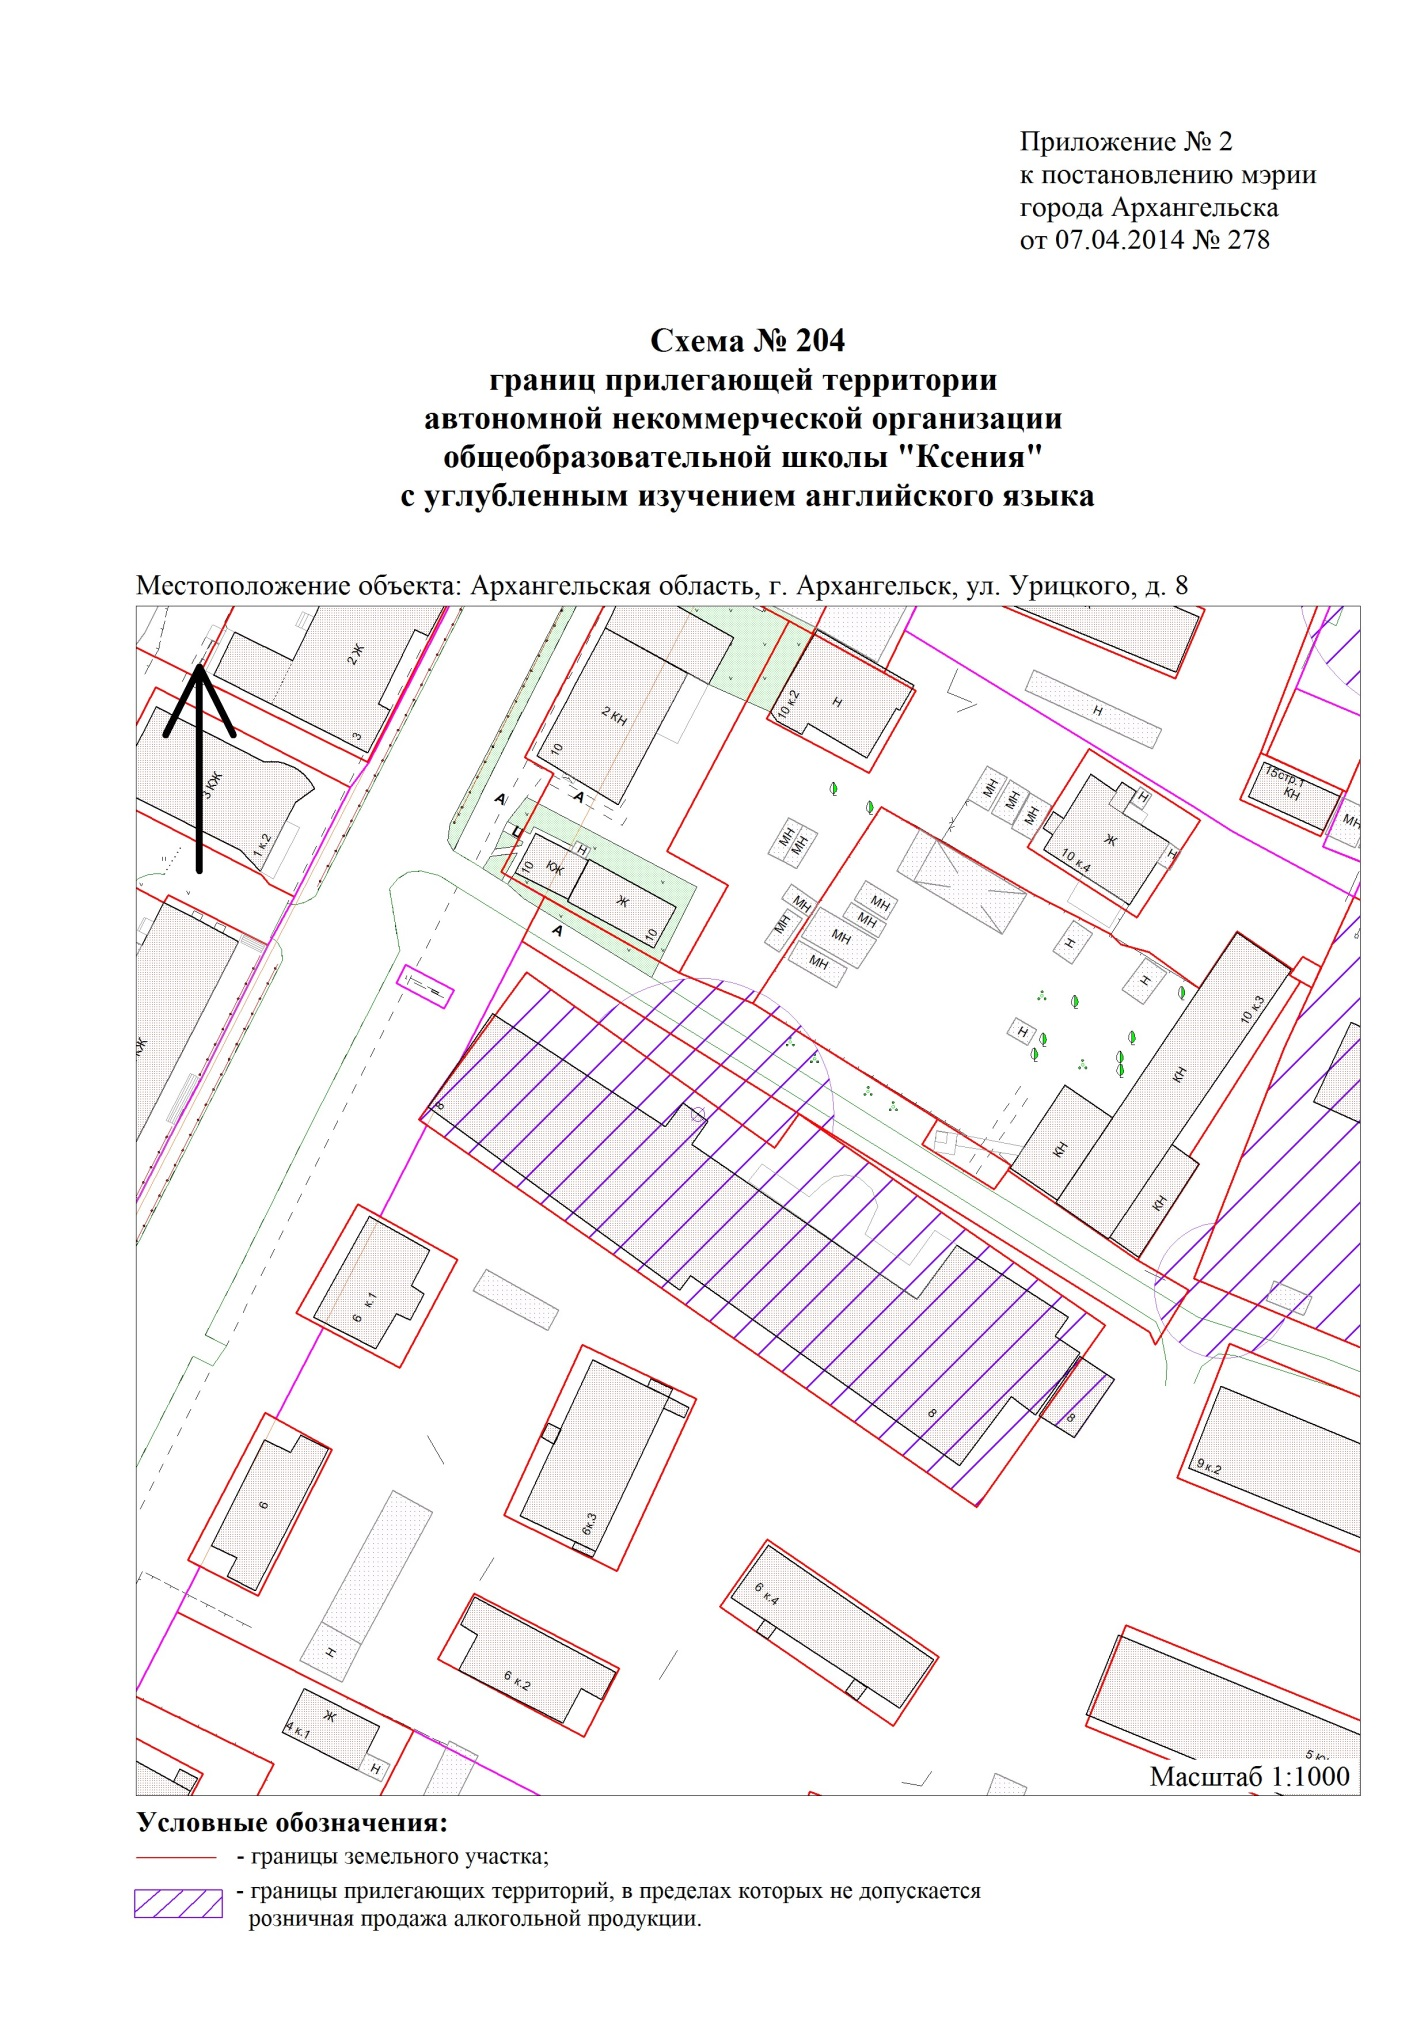 Приложение № 2
к постановлению мэрии
города Архангельска
от 07.04.2014 № 278
Схема № 204
границ прилегающей территории
автономной некоммерческой организации
общеобразовательной школы "Ксения"
с углубленным изучением английского языка
Местоположение объекта: Архангельская область, г. Архангельск, ул. Урицкого, д. 8
2 Ж
3
3 КЖ
1 к.2
КЖ
2 КН
10
10 к.2
Н
Н
15стр.1
КН
МН
А
А
Ц
10
КЖ
Н
Ж
10
А
МН
МН
МН
МН
МН
Ж
10 к.4
Н
Н
МН
МН
МН
МН
МН
МН
Н
Н
Н
10 к.3
КН
КН
КН
8
8
8
6 к.1
6
6к.3
6 к.2
6 к.4
9 к.2
Н
Ж
4 к.1
Н
Масштаб 1:1000
Условные обозначения:
- границы земельного участка;
- границы прилегающих территорий, в пределах которых не допускается
розничная продажа алкогольной продукции.